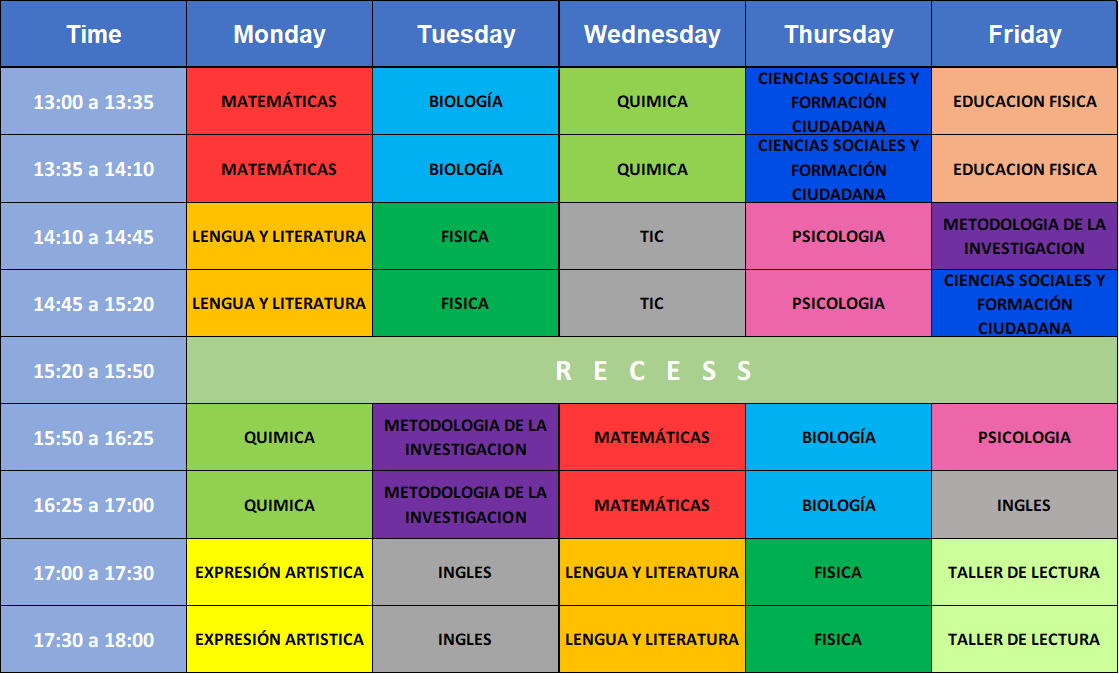 Time Monday Tuesday Wednesday Thursday Friday
13:00 a 13:35 MATEMÁTICAS BIOLOGÍA QUIMICA CIENCIAS SOCIALES Y FORMACIÓN CIUDADANA EDUCACION FISICA
13:35 a 14:10 MATEMÁTICAS BIOLOGÍA QUIMICA CIENCIAS SOCIALES Y FORMACIÓN CIUDADANA EDUCACION FISICA
14:10 a 14:45 LENGUA Y LITERATURA FISICA TIC PSICOLOGIA METODOLOGIA DE LA INVESTIGACION
14:45 a 15:20 LENGUA Y LITERATURA FISICA TIC PSICOLOGIA CIENCIAS SOCIALES Y FORMACIÓN CIUDADANA
15:20 a 15:50 R E C E S S
15:50 a 16:25 QUIMICA METODOLOGIA DE LA INVESTIGACION MATEMÁTICAS BIOLOGÍA PSICOLOGIA
16:25 a 17:00 QUIMICA METODOLOGIA DE LA INVESTIGACION MATEMÁTICAS BIOLOGÍA INGLES
17:00 a 17:30 EXPRESIÓN ARTISTICA INGLES LENGUA Y LITERATURA FISICA TALLER DE LECTURA
17:30 a 18:00 EXPRESIÓN ARTISTICA INGLES LENGUA Y LITERATURA FISICA TALLER DE LECTURA